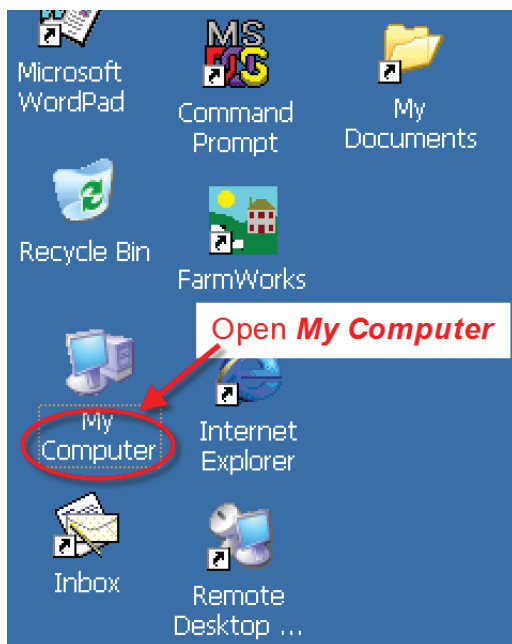 Microsoft
WordPad
MS
DOS
Command
Prompt
My
Documents
Recycle Bin
FarmWorks
Open My Computer
My
Computer
Internet
Explorer
Inbox
Remote
Desktop ...